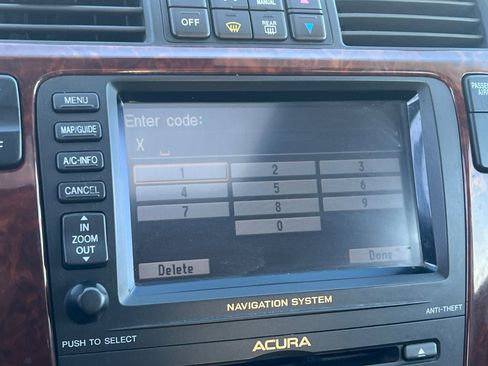 MANUAL
OFF
REAR
MENU
MAP/GUIDE
A/C-INFO
CANCEL
IN
ZOOM
OUT
PUSH TO SELECT
Enter code:
X _
1 2 3
4 5 6
7 8 9
0
Delete Done
NAVIGATION SYSTEM
ANTI-THEFT
ACURA